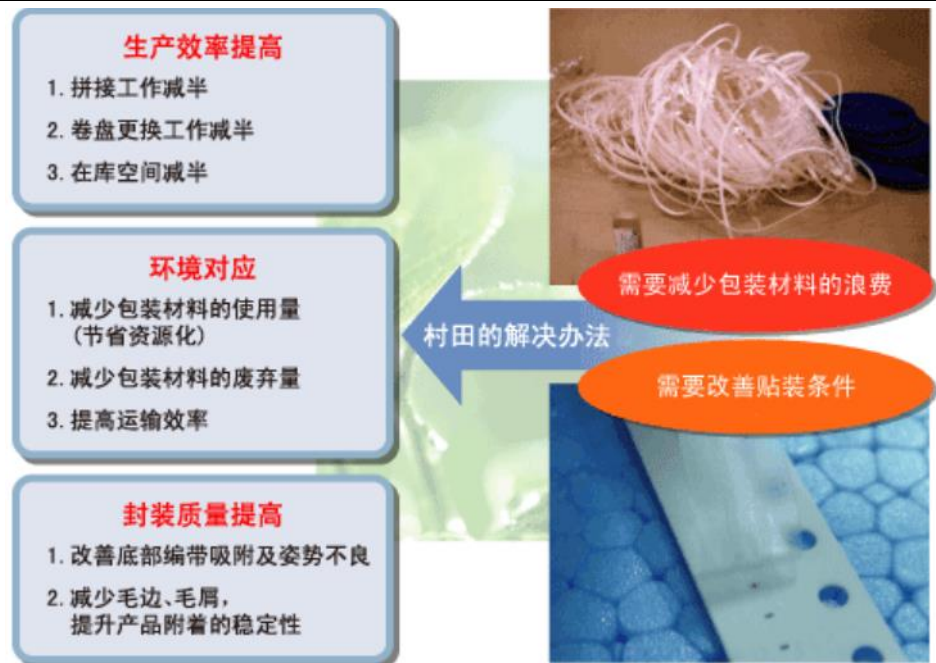 生产效率提高
1. 拼接工作减半
2. 卷盘更换工作减半
3. 在库空间减半
环境对应
1. 减少包装材料的使用量
(节省资源化)
2. 减少包装材料的废弃量
3. 提高运输效率
封装质量提高
1. 改善底部编带吸附及姿势不良
2. 减少毛边、毛屑，
提升产品附着的稳定性
村田的解决办法
需要减少包装材料的浪费
需要改善贴装条件